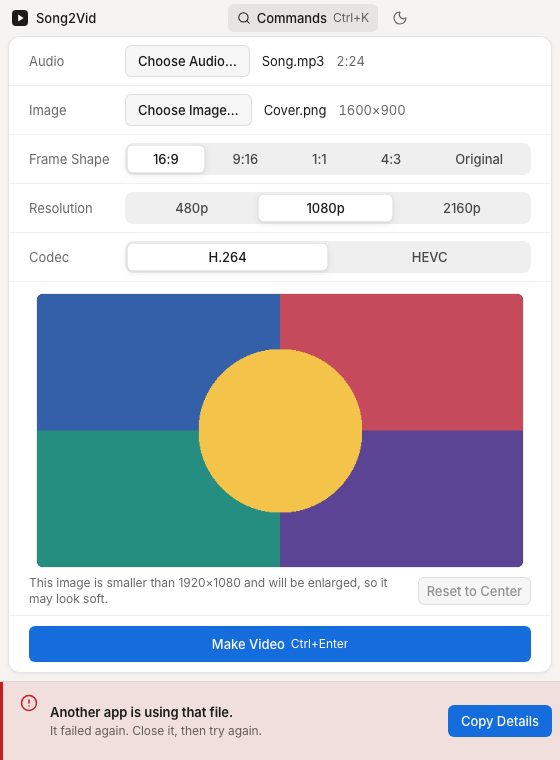 Song2Vid
Commands Ctrl+K
Audio Choose Audio... Song.mp3 2:24
Image Choose Image... Cover.png 1600×900
Frame Shape 16:9 9:16 1:1 4:3 Original
Resolution 480p 1080p 2160p
Codec H.264 HEVC
This image is smaller than 1920×1080 and will be enlarged, so it
may look soft.
Reset to Center
Make Video Ctrl+Enter
Another app is using that file.
It failed again. Close it, then try again.
Copy Details